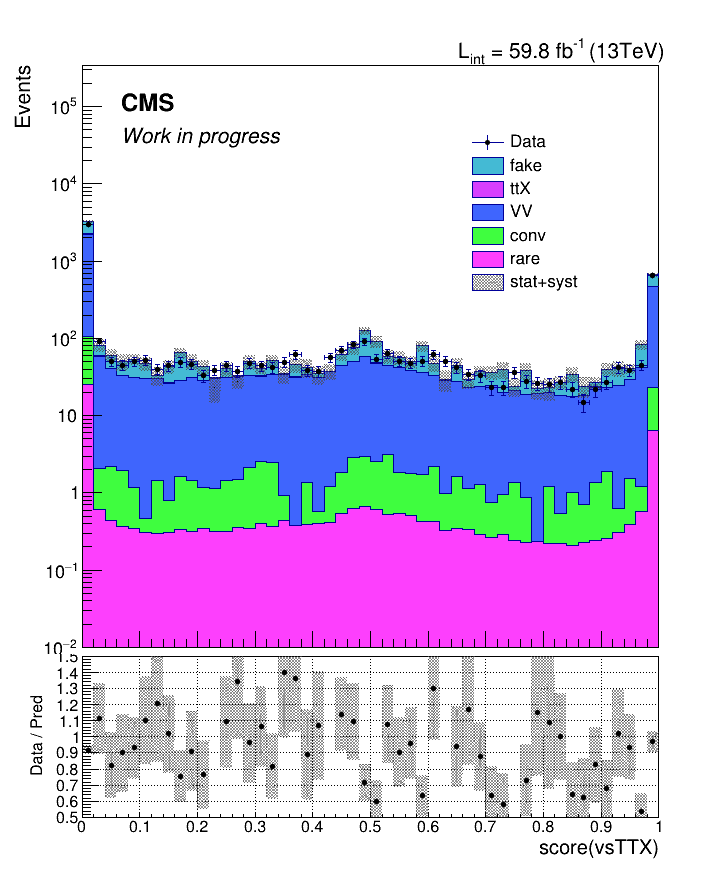 L_int = 59.8 fb^-1 (13TeV)
Events
CMS
Work in progress
Data
fake
ttX
VV
conv
rare
stat+syst
10^5
10^4
10^3
10^2
10
1
10^−1
10^−2
Data / Pred
1.5
1.4
1.3
1.2
1.1
1
0.9
0.8
0.7
0.6
0.5
0 0.1 0.2 0.3 0.4 0.5 0.6 0.7 0.8 0.9 1
score(vsTTX)